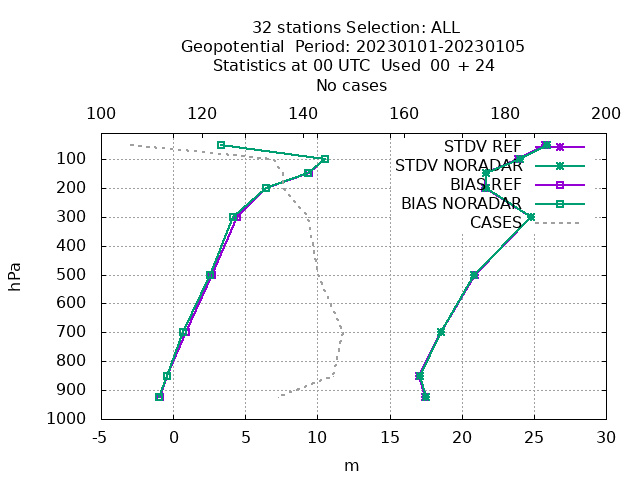 32 stations Selection: ALL
Geopotential  Period: 20230101-20230105
Statistics at 00 UTC  Used  00 + 24
No cases
100 120 140 160 180 200
STDV REF
STDV NORADAR
BIAS REF
BIAS NORADAR
CASES
hPa
100
200
300
400
500
600
700
800
900
1000
-5 0 5 10 15 20 25 30
m